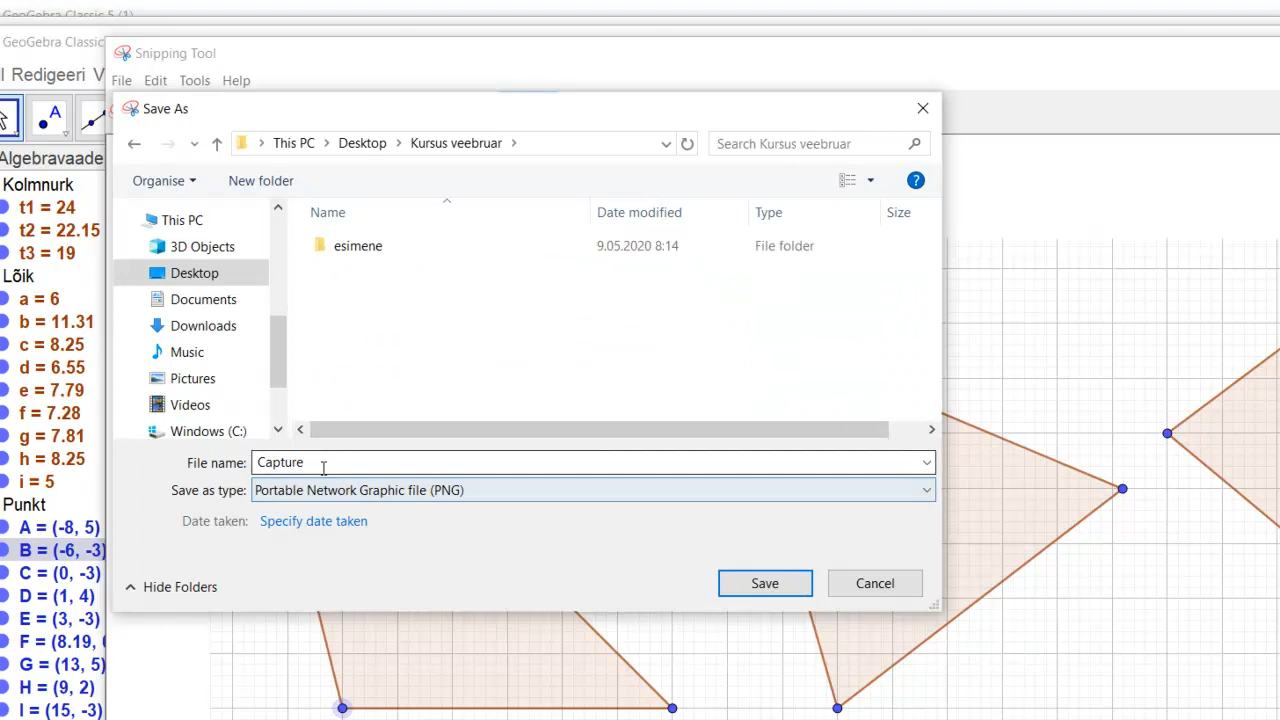 GeoGebra Classic 5 (1)
GeoGebra Classic
Snipping Tool
Redigeeri V
File Edit Tools Help
Save As
This PC Desktop Kursus veebruar
Search Kursus veebruar
Organise New folder
Algebravaade
Kolmnurk
t1 = 24
t2 = 22.15
t3 = 19
Lõik
a = 6
b = 11.31
c = 8.25
d = 6.55
e = 7.79
f = 7.28
g = 7.81
h = 8.25
i = 5
Punkt
A = (-8, 5)
B = (-6, -3)
C = (0, -3)
D = (1, 4)
E = (3, -3)
F = (8.19,
G = (13, 5)
H = (9, 2)
I = (15, -3)
This PC
3D Objects
Desktop
Documents
Downloads
Music
Pictures
Videos
Windows (C:)
Name Date modified Type Size
esimene 9.05.2020 8:14 File folder
File name: Capture
Save as type: Portable Network Graphic file (PNG)
Date taken: Specify date taken
Hide Folders
Save Cancel